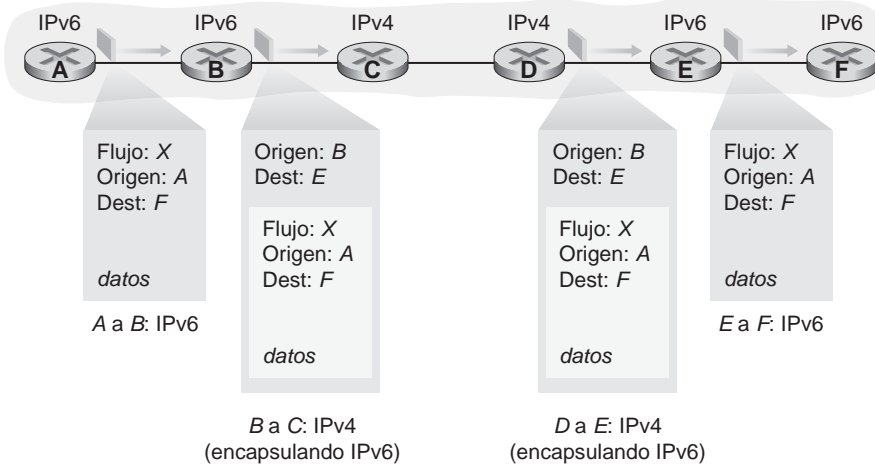 IPv6 IPv6 IPv4 IPv4 IPv6 IPv6
A B C D E F
Flujo: X
Origen: A
Dest: F
datos
A a B: IPv6
Origen: B
Dest: E
Flujo: X
Origen: A
Dest: F
datos
B a C: IPv4
(encapsulando IPv6)
Origen: B
Dest: E
Flujo: X
Origen: A
Dest: F
datos
D a E: IPv4
(encapsulando IPv6)
Flujo: X
Origen: A
Dest: F
datos
E a F: IPv6